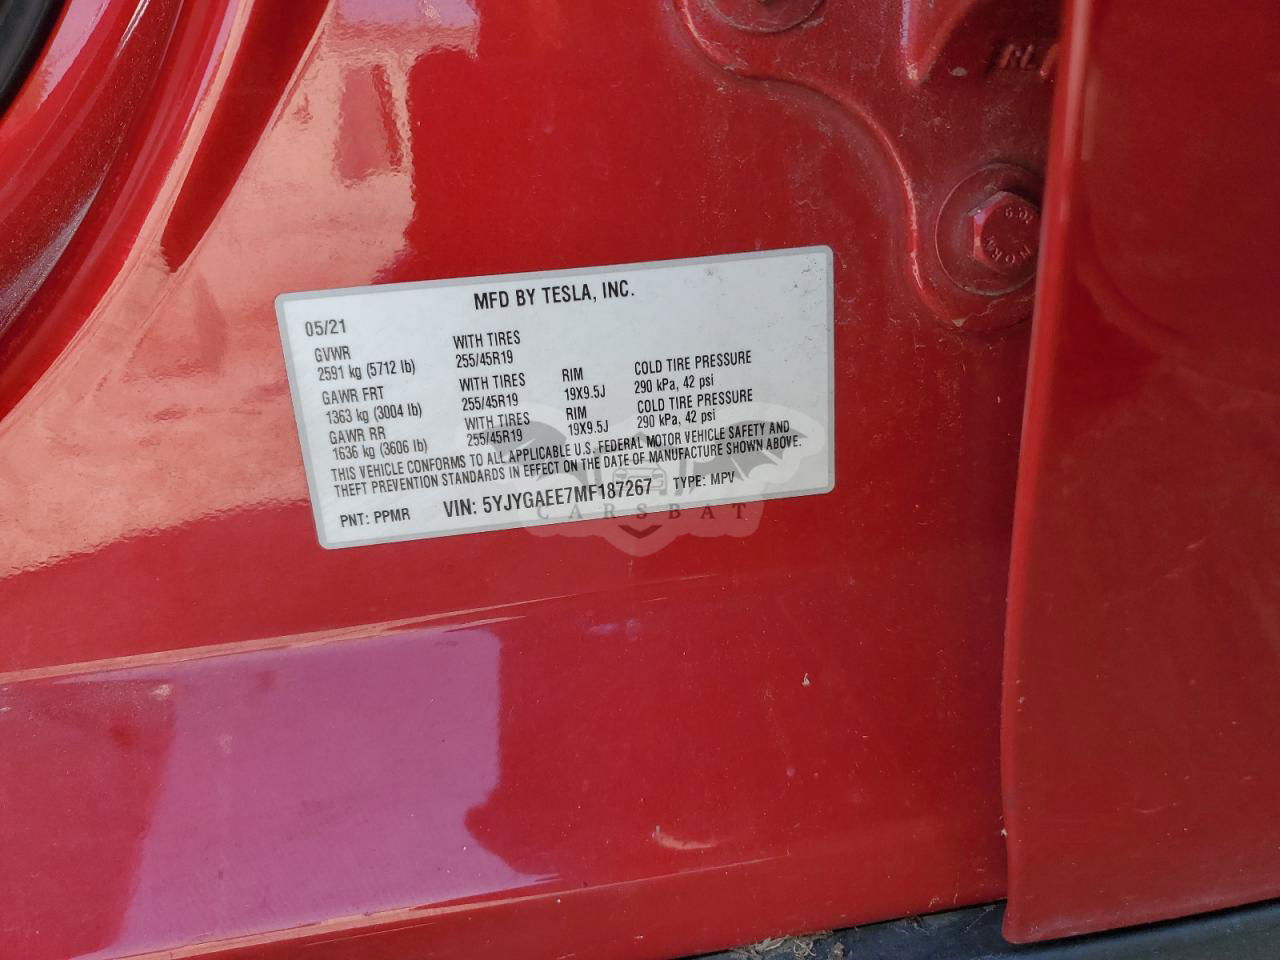 MFD BY TESLA, INC.
05/21
GVWR WITH TIRES
2591 kg (5712 lb) 255/45R19
GAWR FRT WITH TIRES RIM COLD TIRE PRESSURE
1363 kg (3004 lb) 255/45R19 19X9.5J 290 kPa, 42 psi
GAWR RR WITH TIRES RIM COLD TIRE PRESSURE
1636 kg (3606 lb) 255/45R19 19X9.5J 290 kPa, 42 psi
THIS VEHICLE CONFORMS TO ALL APPLICABLE U.S. FEDERAL MOTOR VEHICLE SAFETY AND
THEFT PREVENTION STANDARDS IN EFFECT ON THE DATE OF MANUFACTURE SHOWN ABOVE.
PNT: PPMR VIN: 5YJYGAEE7MF187267 TYPE: MPV
CARSBAT